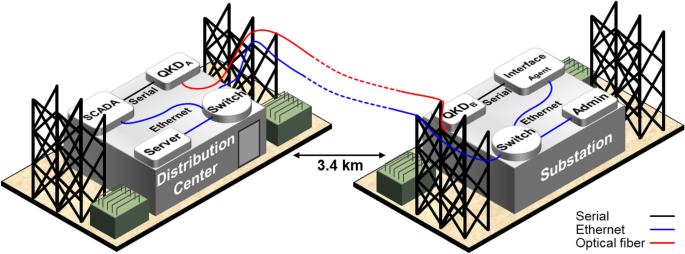 QKDA
SCADA
Serial
Ethernet
Switch
Server
Distribution
Center
3.4 km
Interface
Agent
QKDB
Serial
Ethernet
Admin
Switch
Substation
Serial
Ethernet
Optical fiber